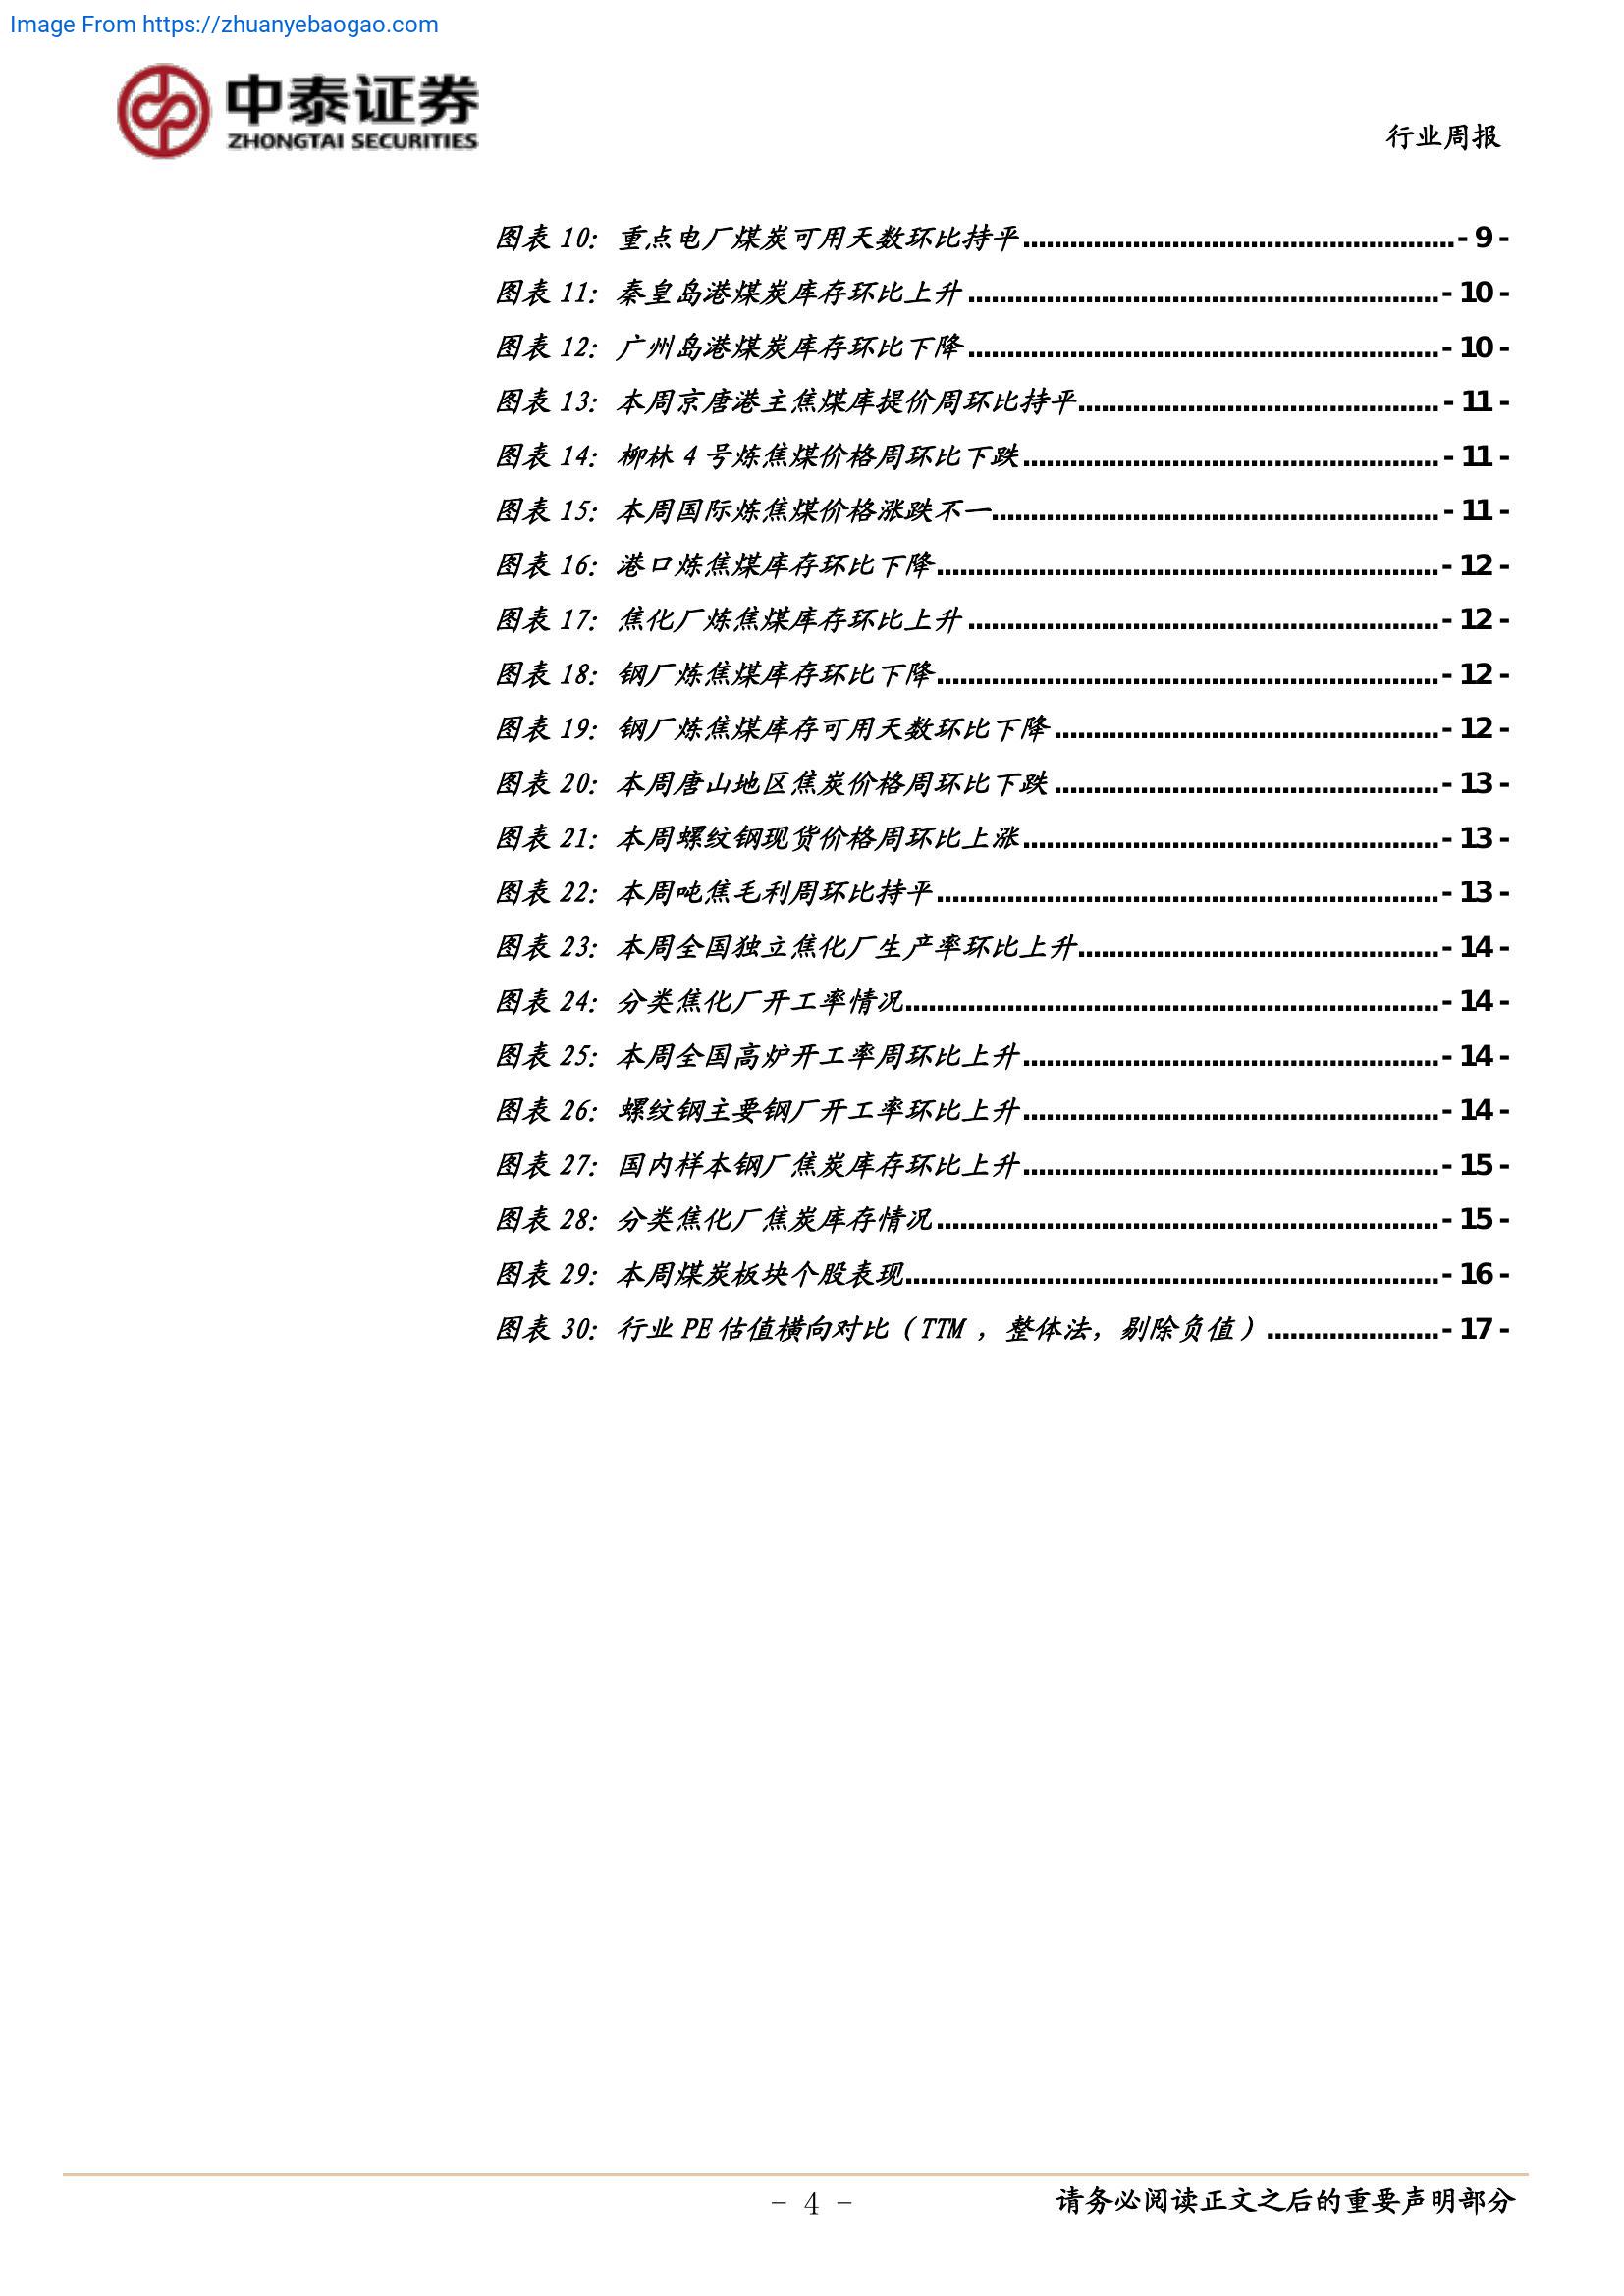 Image From https://zhuanyebaogao.com
中泰证券
ZHONGTAI SECURITIES
行业周报
图表 10：重点电厂煤炭可用天数环比持平.......................................................- 9 -
图表 11：秦皇岛港煤炭库存环比上升............................................................- 10 -
图表 12：广州岛港煤炭库存环比下降............................................................- 10 -
图表 13：本周京唐港主焦煤库提价周环比持平..............................................- 11 -
图表 14：柳林 4 号炼焦煤价格周环比下跌.....................................................- 11 -
图表 15：本周国际炼焦煤价格涨跌不一.........................................................- 11 -
图表 16：港口炼焦煤库存环比下降................................................................- 12 -
图表 17：焦化厂炼焦煤库存环比上升............................................................- 12 -
图表 18：钢厂炼焦煤库存环比下降................................................................- 12 -
图表 19：钢厂炼焦煤库存可用天数环比下降.................................................- 12 -
图表 20：本周唐山地区焦炭价格周环比下跌.................................................- 13 -
图表 21：本周螺纹钢现货价格周环比上涨.....................................................- 13 -
图表 22：本周吨焦毛利周环比持平................................................................- 13 -
图表 23：本周全国独立焦化厂生产率环比上升..............................................- 14 -
图表 24：分类焦化厂开工率情况....................................................................- 14 -
图表 25：本周全国高炉开工率周环比上升.....................................................- 14 -
图表 26：螺纹钢主要钢厂开工率环比上升.....................................................- 14 -
图表 27：国内样本钢厂焦炭库存环比上升.....................................................- 15 -
图表 28：分类焦化厂焦炭库存情况................................................................- 15 -
图表 29：本周煤炭板块个股表现....................................................................- 16 -
图表 30：行业 PE 估值横向对比（TTM ，整体法，剔除负值）......................- 17 -
- 4 -
请务必阅读正文之后的重要声明部分